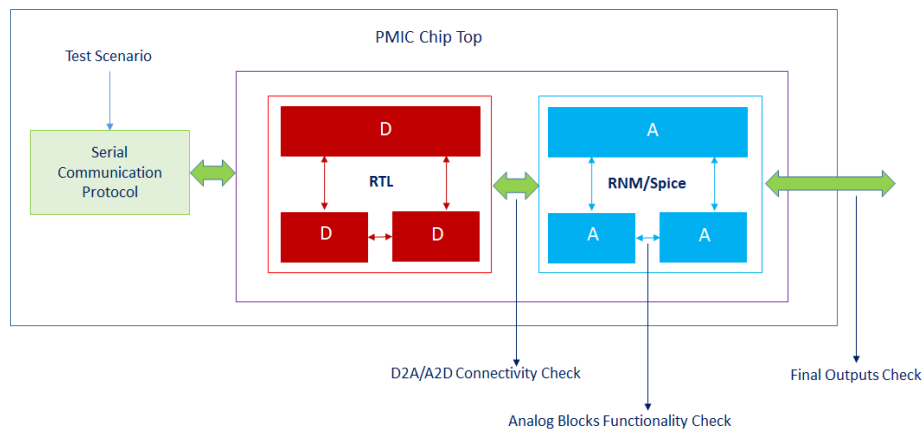 PMIC Chip Top
Test Scenario
Serial
Communication
Protocol
D
RTL
D
D
A
RNM/Spice
A
A
D2A/A2D Connectivity Check
Final Outputs Check
Analog Blocks Functionality Check